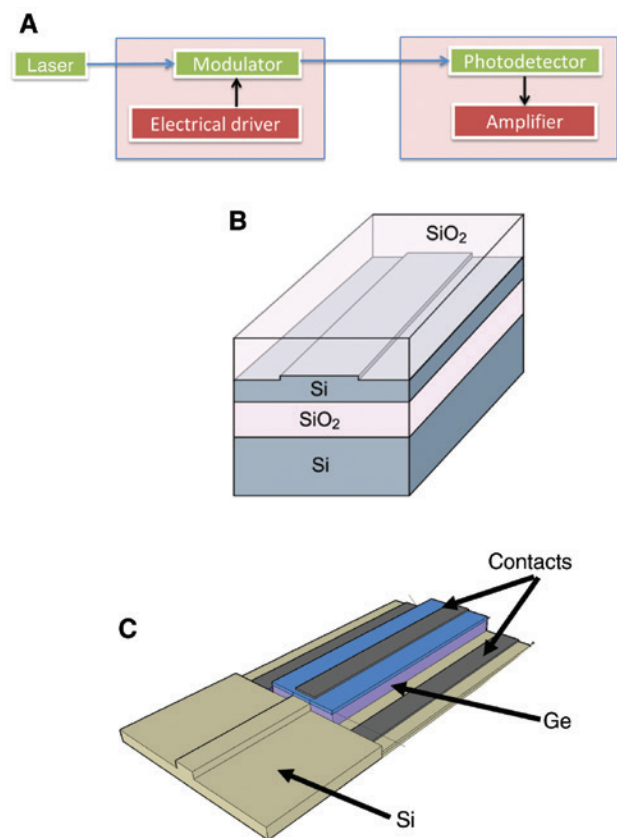 A
Laser
Modulator
Photodetector
Electrical driver
Amplifier
B
SiO₂
Si
SiO₂
Si
Contacts
C
Ge
Si